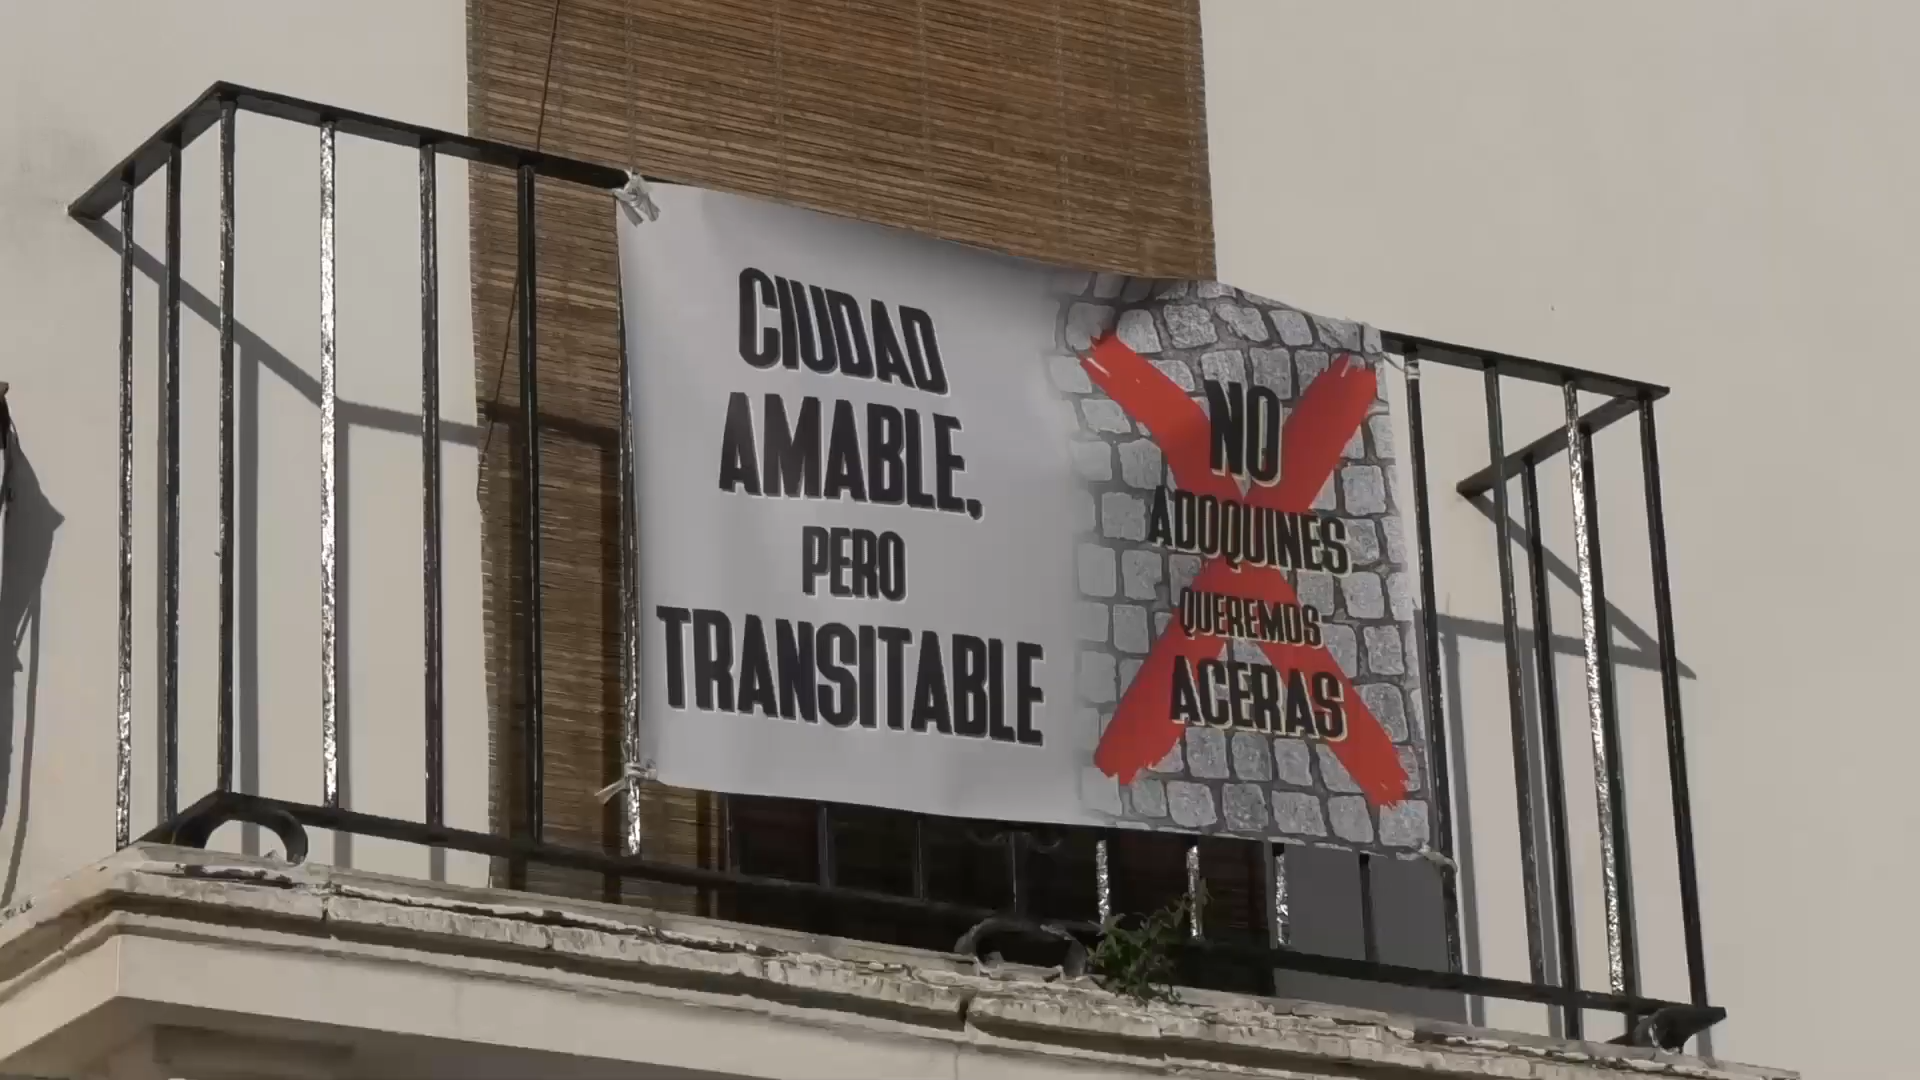 CIUDAD
AMABLE,
PERO
TRANSITABLE
NO
ADOQUINES
QUEREMOS
ACERAS